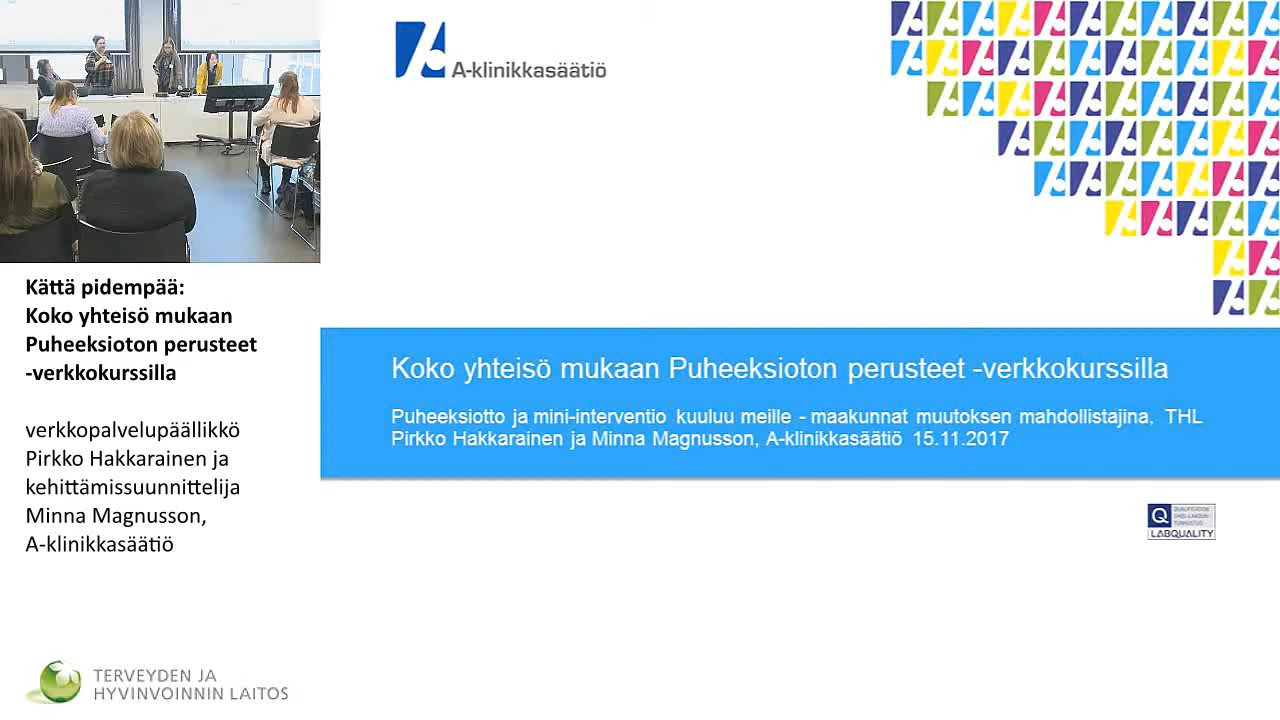 A-klinikkasäätiö
Kättä pidempää:
Koko yhteisö mukaan
Puheeksioton perusteet
-verkkokurssilla
verkkopalvelupäällikkö
Pirkko Hakkarainen ja
kehittämissuunnittelija
Minna Magnusson,
A-klinikkasäätiö
Koko yhteisö mukaan Puheeksioton perusteet -verkkokurssilla
Puheeksiotto ja mini-interventio kuuluu meille - maakunnat muutoksen mahdollistajina, THL
Pirkko Hakkarainen ja Minna Magnusson, A-klinikkasäätiö 15.11.2017
Q
LABQUALITY
TERVEYDEN JA
HYVINVOINNIN LAITOS